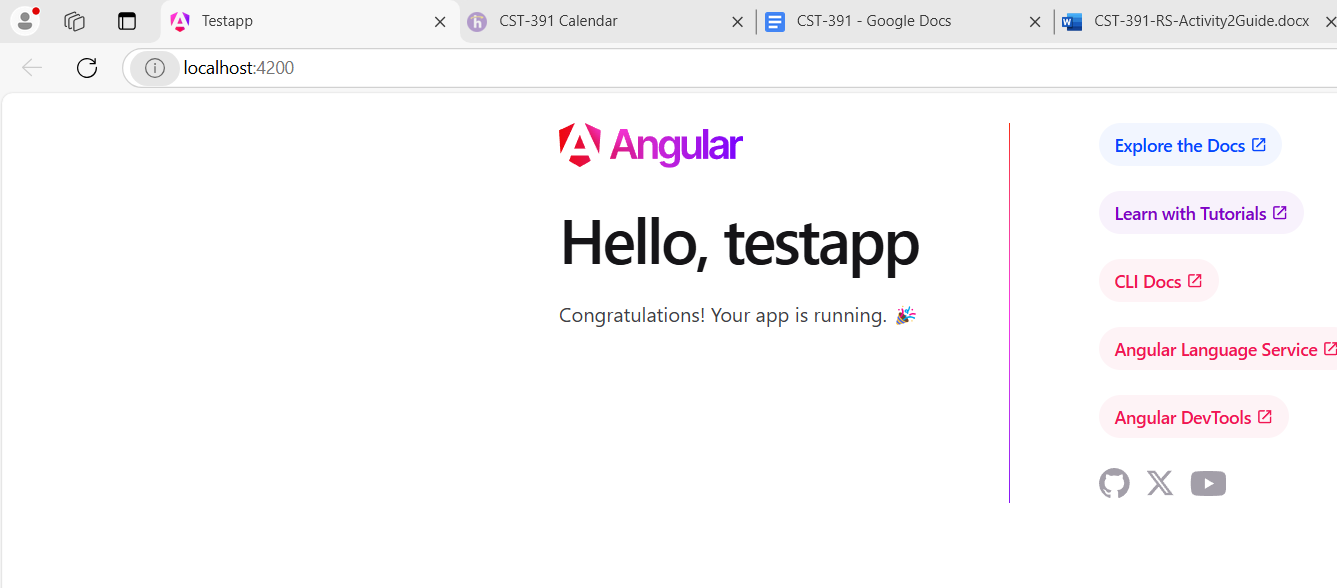 Testapp
CST-391 Calendar
CST-391 - Google Docs
CST-391-RS-Activity2Guide.docx
localhost:4200
Angular
Hello, testapp
Congratulations! Your app is running. 🎉
Explore the Docs
Learn with Tutorials
CLI Docs
Angular Language Service
Angular DevTools